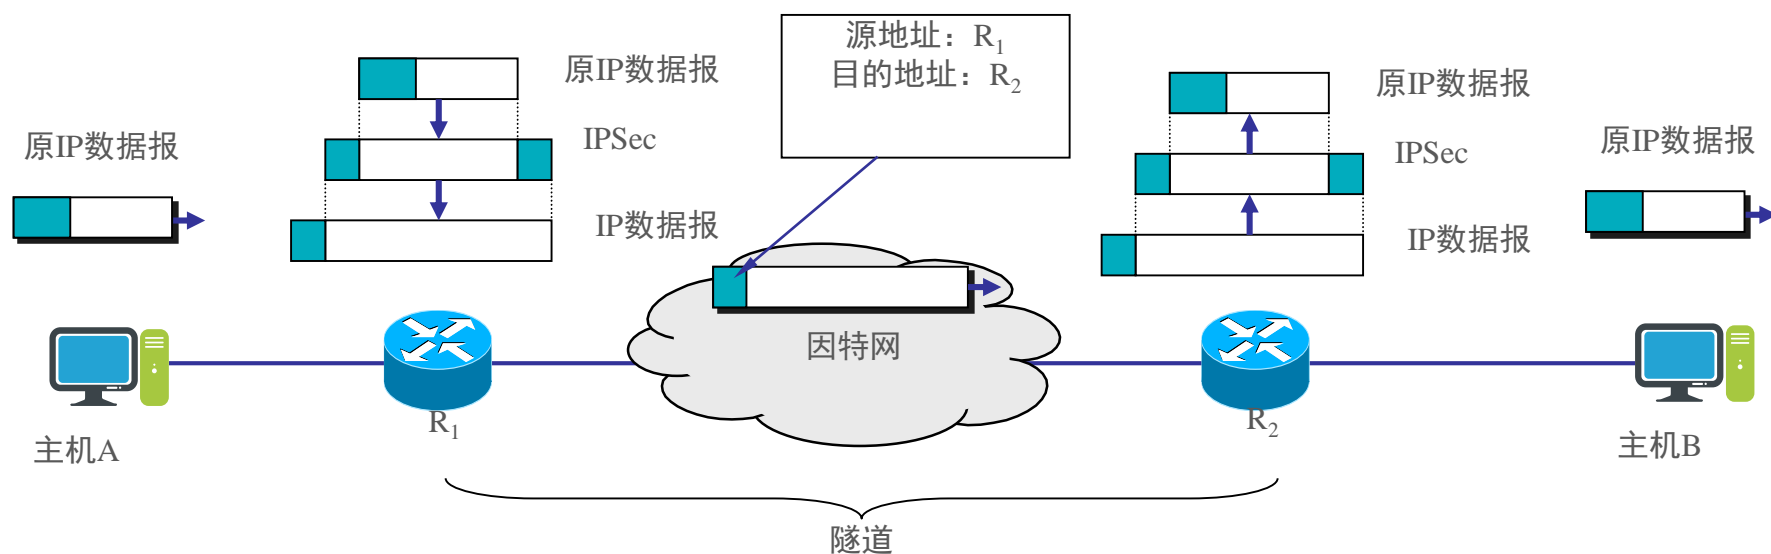 源地址：R1
目的地址：R2
原IP数据报
IPSec
IP数据报
原IP数据报
IPSec
IP数据报
原IP数据报
原IP数据报
因特网
R1
R2
主机A
主机B
隧道